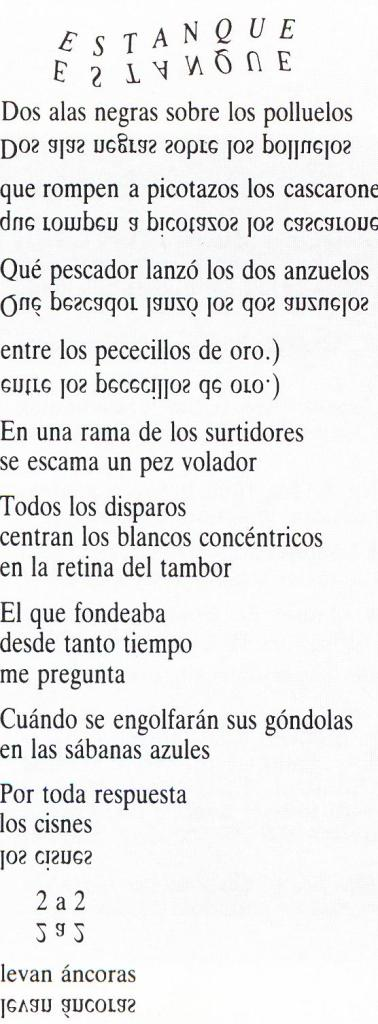 ESTANQUE
ESTANQUE
Dos alas negras sobre los polluelos
Dos alas negras sobre los polluelos
que rompen a picotazos los cascarone
que rompen a picotazos los cascarone
Qué pescador lanzó los dos anzuelos
Qué pescador lanzó los dos anzuelos
entre los pececillos de oro.)
entre los pececillos de oro.)
En una rama de los surtidores
se escama un pez volador
Todos los disparos
centran los blancos concéntricos
en la retina del tambor
El que fondeaba
desde tanto tiempo
me pregunta
Cuándo se engolfarán sus góndolas
en las sábanas azules
Por toda respuesta
los cisnes
los cisnes
2 a 2
2 a 2
levan áncoras
levan áncoras